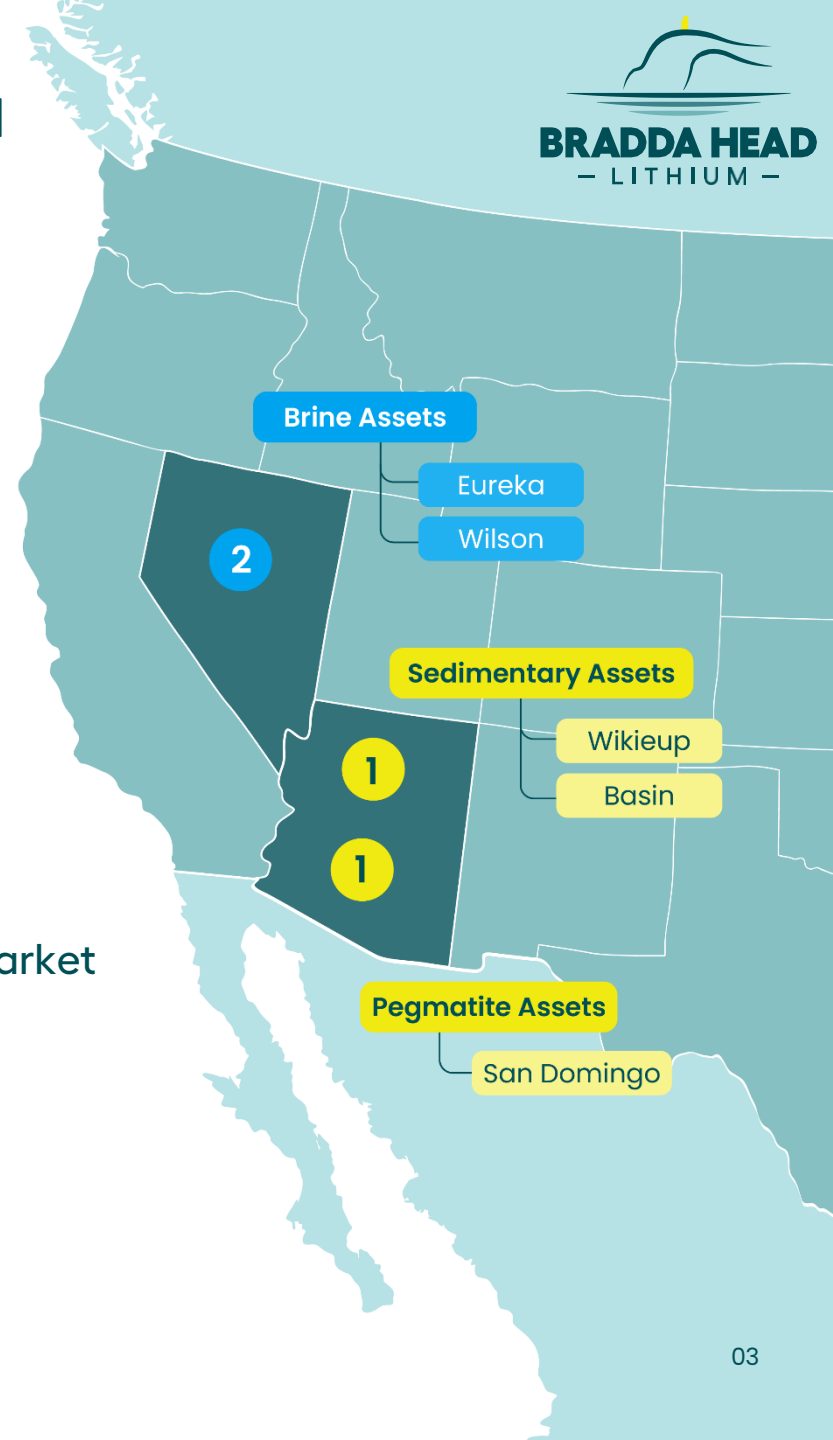 BRADDA HEAD
– LITHIUM –
Brine Assets
Eureka
Wilson
2
Sedimentary Assets
Wikieup
Basin
1
1
arket
Pegmatite Assets
San Domingo
03